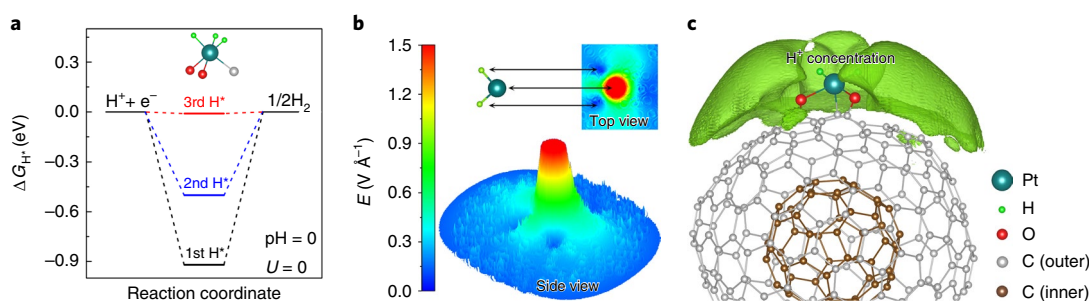 a
ΔG_H* (eV)
0.3
0.0
−0.3
−0.6
−0.9
H⁺ + e⁻
3rd H*
1/2H₂
2nd H*
1st H*
pH = 0
U = 0
Reaction coordinate
b
E (V Å⁻¹)
1.5
1.2
0.9
0.6
0.3
0.0
Top view
Side view
c
H⁺ concentration
Pt
H
O
C (outer)
C (inner)